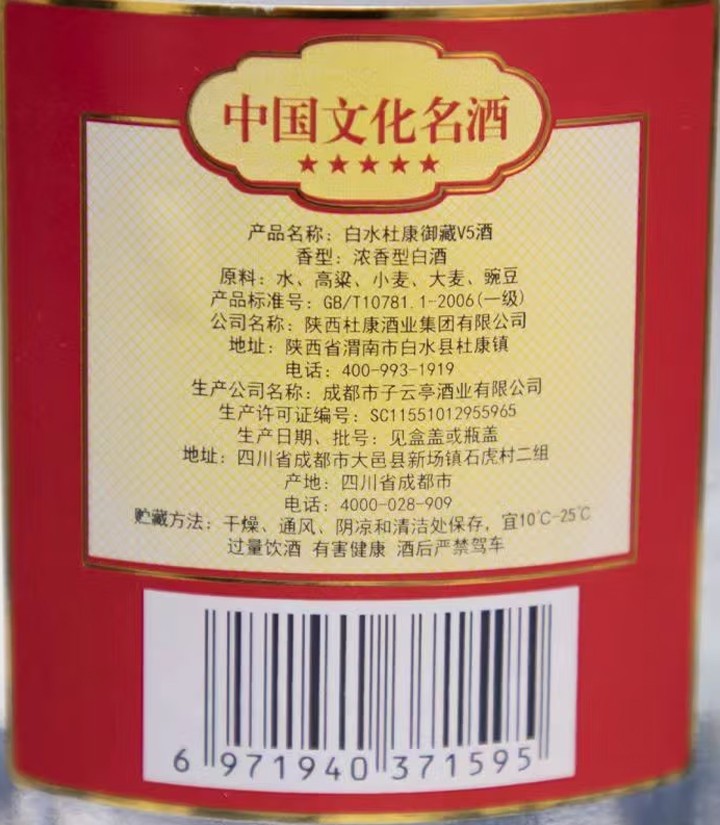 中国文化名酒
★★★★★
产品名称：白水杜康御藏V5酒
香型：浓香型白酒
原料：水、高粱、小麦、大麦、豌豆
产品标准号：GB/T10781.1-2006(一级)
公司名称：陕西杜康酒业集团有限公司
地址：陕西省渭南市白水县杜康镇
电话：400-993-1919
生产公司名称：成都市子云亭酒业有限公司
生产许可证编号：SC11551012955965
生产日期、批号：见盒盖或瓶盖
地址：四川省成都市大邑县新场镇石虎村二组
产地：四川省成都市
电话：4000-028-909
贮藏方法：干燥、通风、阴凉和清洁处保存，宜10℃-25℃
过量饮酒 有害健康 酒后严禁驾车
6 971940 371595